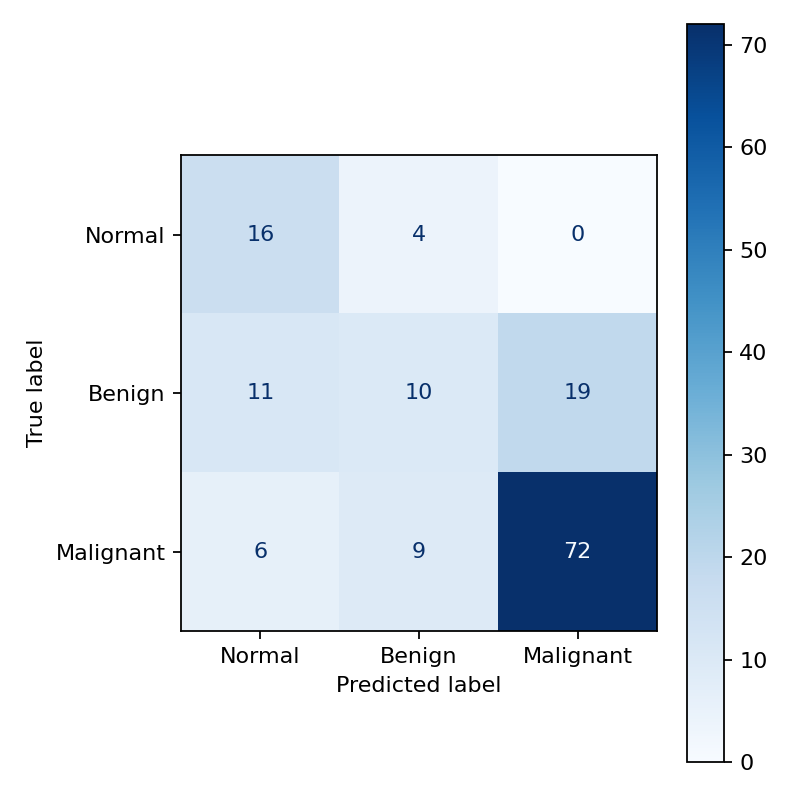 Normal 16 4 0
Benign 11 10 19
Malignant 6 9 72
Normal Benign Malignant
Predicted label
True label
70
60
50
40
30
20
10
0